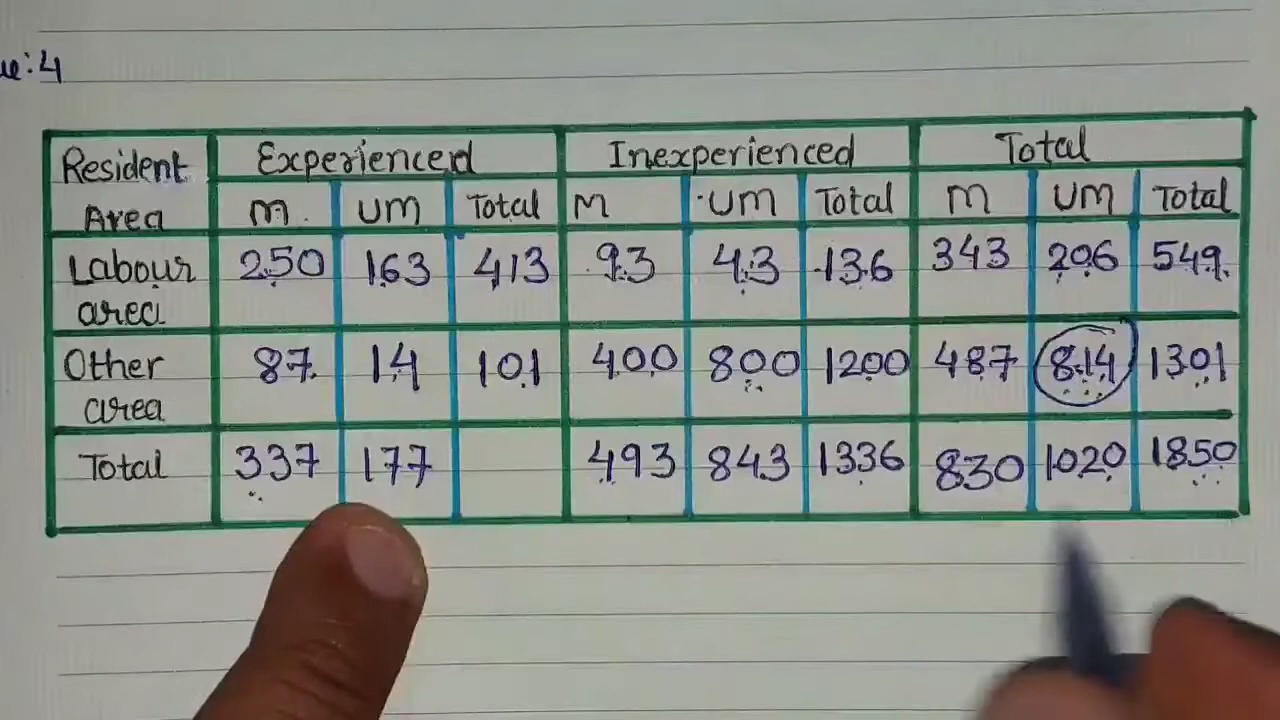 :4
Resident Area Experienced Inexperienced Total
M UM Total M UM Total M UM Total
Labour area 250 163 413 93 43 136 343 206 549
Other area 87 14 101 400 800 1200 487 814 1301
Total 337 177 493 843 1336 830 1020 1850